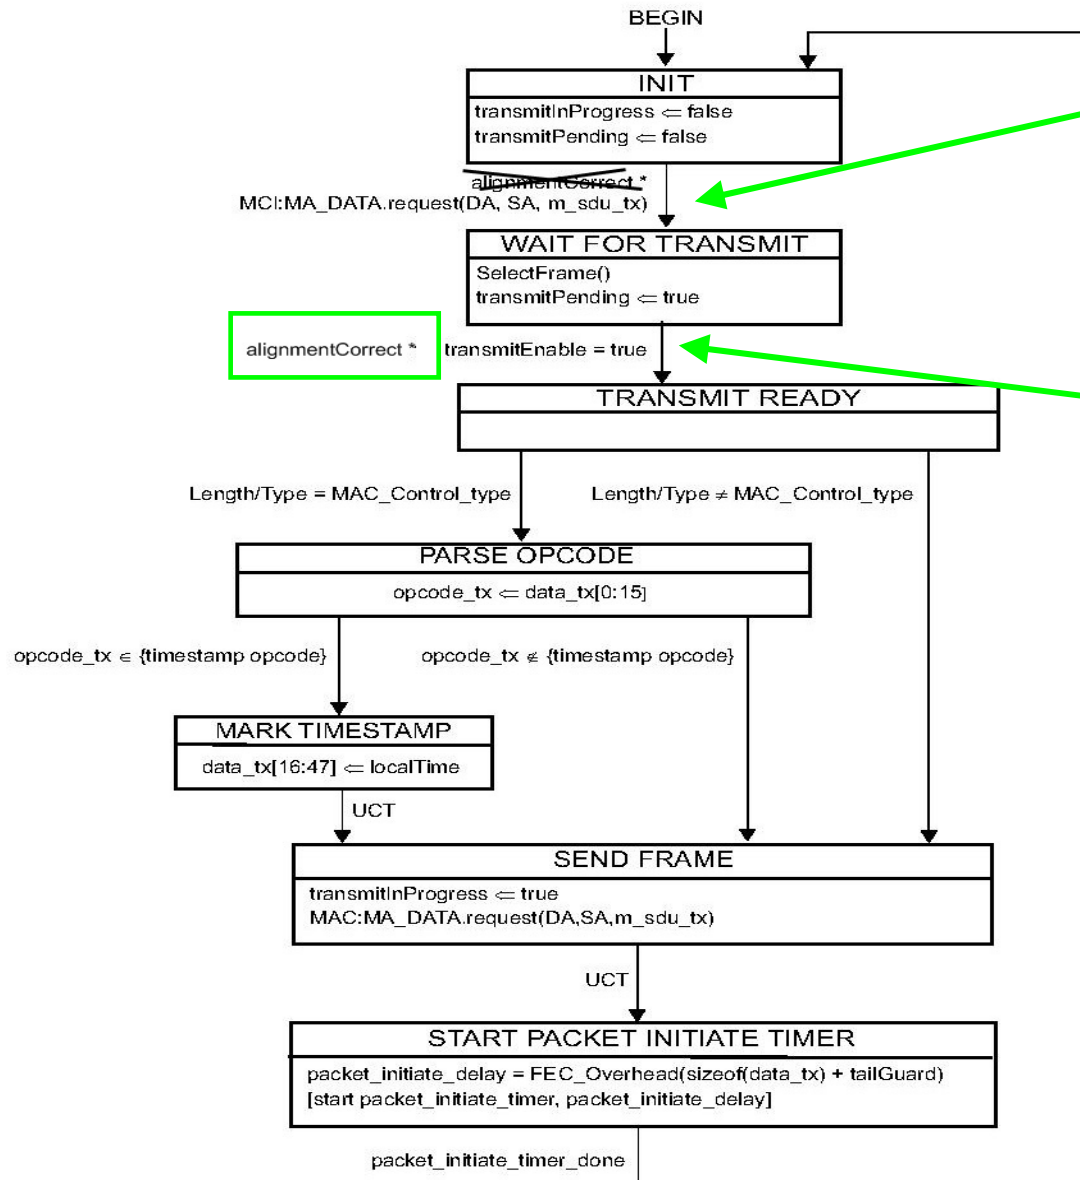 BEGIN
INIT
transmitInProgress ⇐ false
transmitPending ⇐ false
alignmentCorrect *
MCI:MA_DATA.request(DA, SA, m_sdu_tx)
WAIT FOR TRANSMIT
SelectFrame()
transmitPending ⇐ true
alignmentCorrect * transmitEnable = true
TRANSMIT READY
Length/Type = MAC_Control_type
Length/Type ≠ MAC_Control_type
PARSE OPCODE
opcode_tx ⇐ data_tx[0:15]
opcode_tx ∈ {timestamp opcode}
opcode_tx ∉ {timestamp opcode}
MARK TIMESTAMP
data_tx[16:47] ⇐ localTime
UCT
SEND FRAME
transmitInProgress ⇐ true
MAC:MA_DATA.request(DA,SA,m_sdu_tx)
UCT
START PACKET INITIATE TIMER
packet_initiate_delay = FEC_Overhead(sizeof(data_tx) + tailGuard)
[start packet_initiate_timer, packet_initiate_delay]
packet_initiate_timer_done